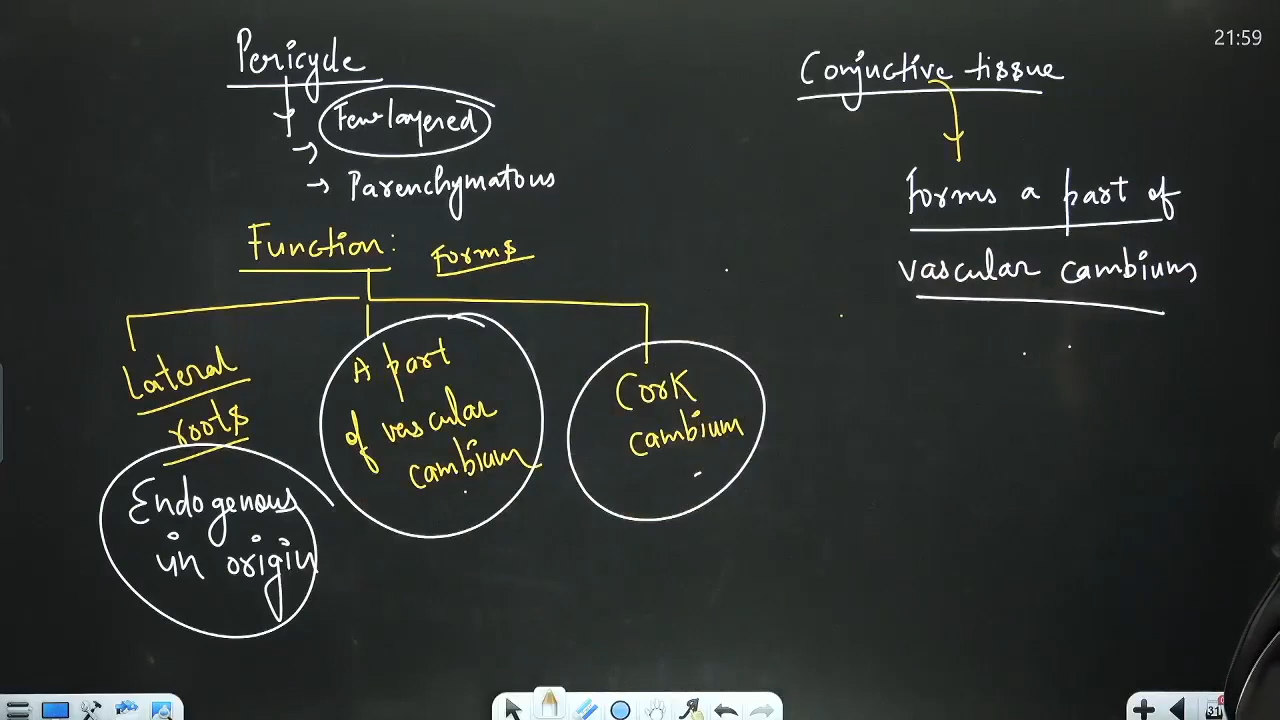 Pericycle
Few layered
→ Parenchymatous
Function:
Forms
Lateral
roots
Endogenous
in origin
A part
of vascular
cambium
Cork
cambium
21:59
Conjuctive tissue
Forms a part of
vascular cambium
31